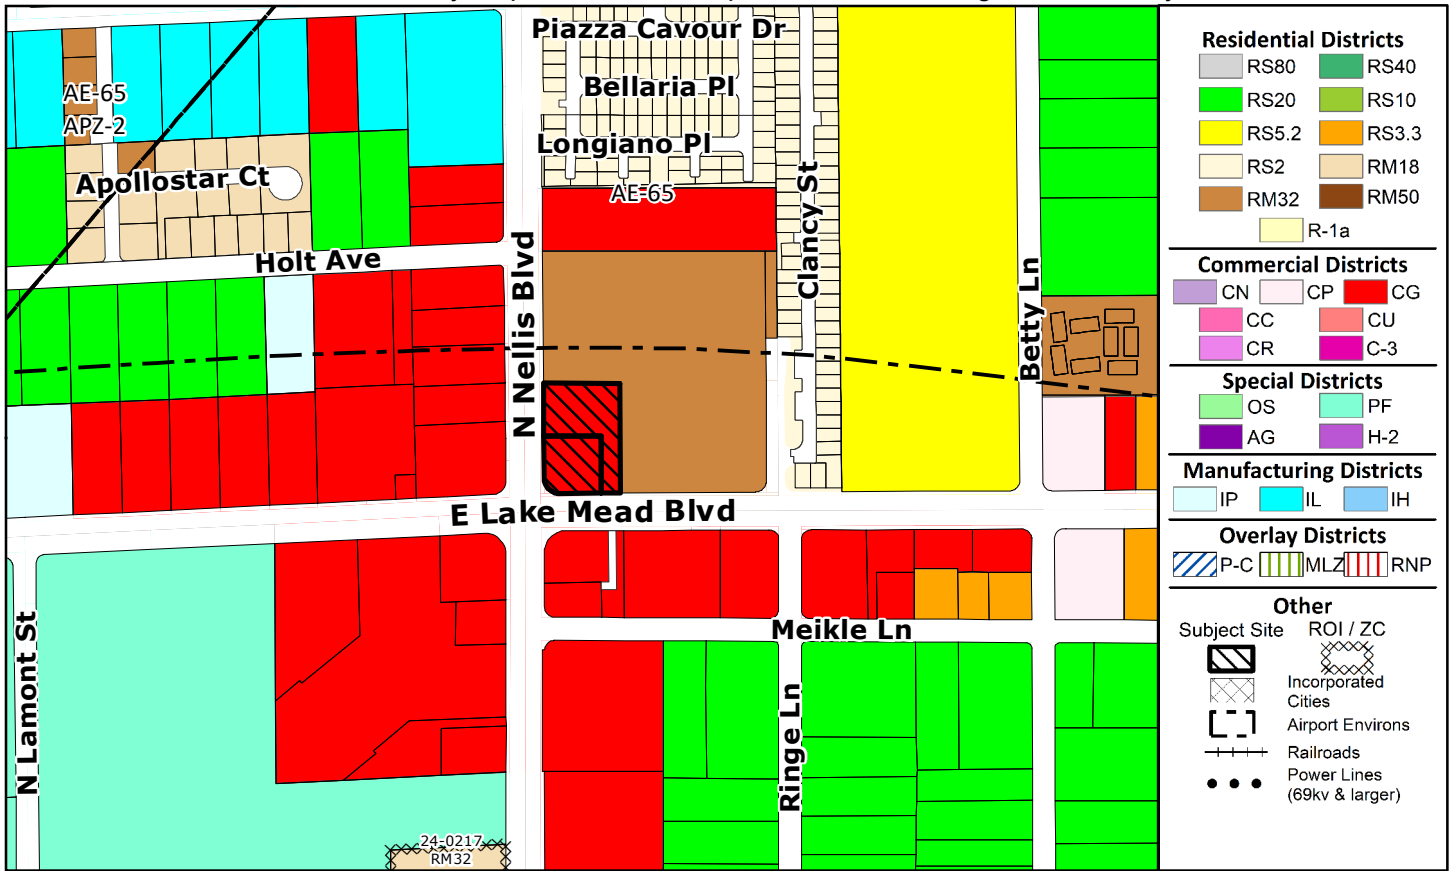 Piazza Cavour Dr
Bellaria Pl
Longiano Pl
AE-65
AE-65
APZ-2
Apollostar Ct
Holt Ave
N Nellis Blvd
Clancy St
Betty Ln
E Lake Mead Blvd
Meikle Ln
N Lamont St
Ringe Ln
24-0217
RM32
Residential Districts
RS80 RS40
RS20 RS10
RS5.2 RS3.3
RS2 RM18
RM32 RM50
R-1a
Commercial Districts
CN CP CG
CC CU
CR C-3
Special Districts
OS PF
AG H-2
Manufacturing Districts
IP IL IH
Overlay Districts
P-C MLZ RNP
Other
Subject Site ROI / ZC
Incorporated
Cities
Airport Environs
Railroads
Power Lines
(69kv & larger)